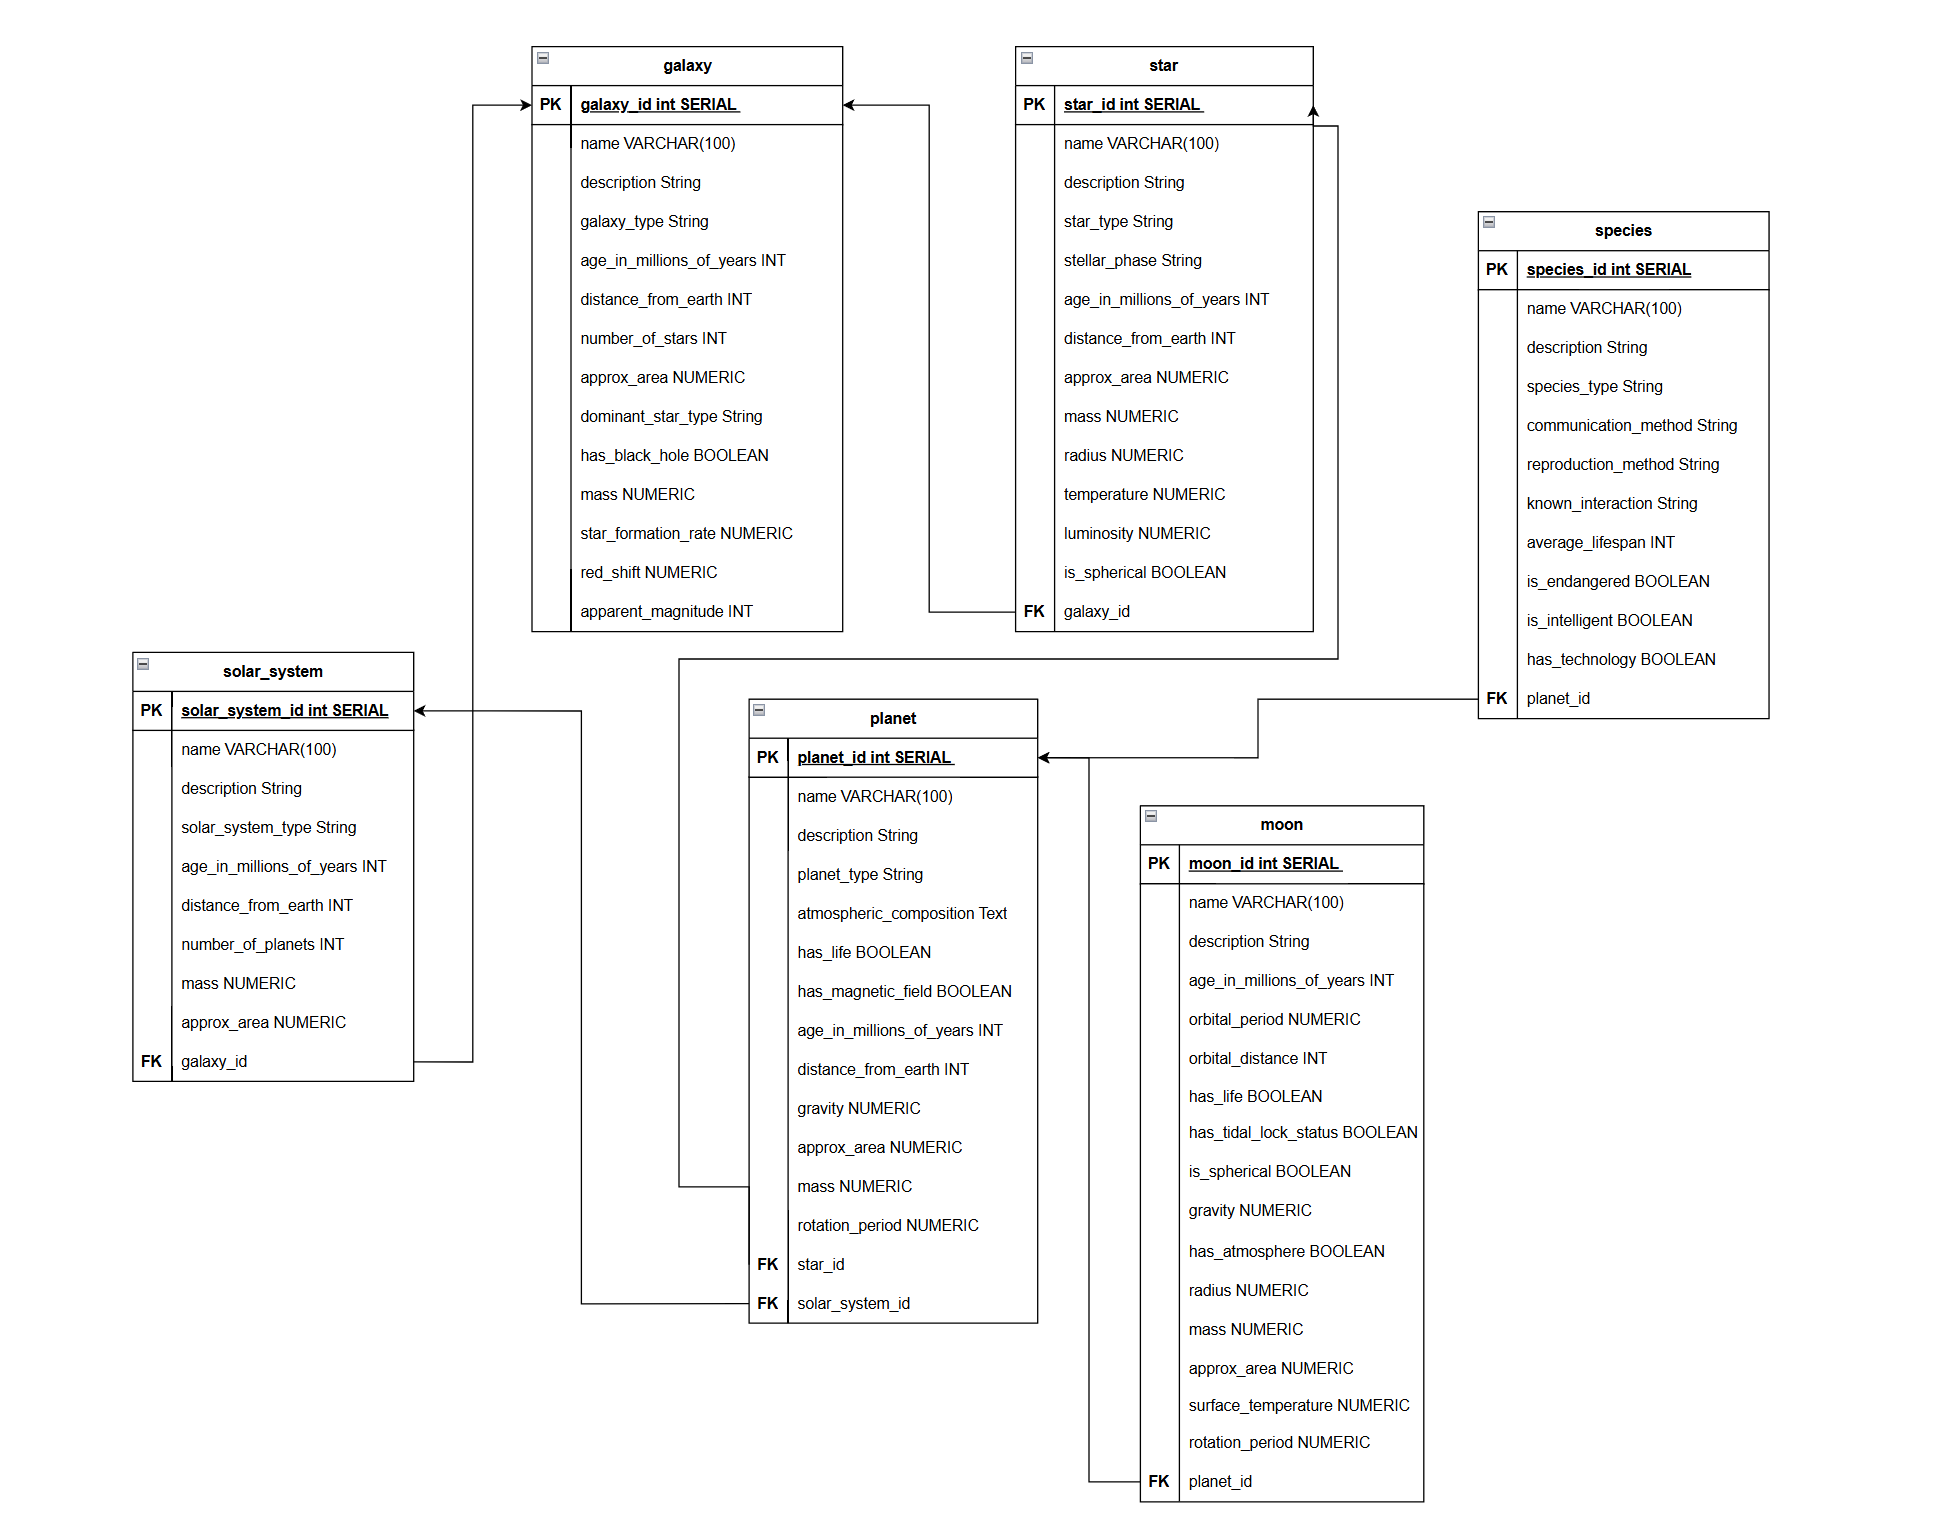 galaxy
PK galaxy_id int SERIAL
name VARCHAR(100)
description String
galaxy_type String
age_in_millions_of_years INT
distance_from_earth INT
number_of_stars INT
approx_area NUMERIC
dominant_star_type String
has_black_hole BOOLEAN
mass NUMERIC
star_formation_rate NUMERIC
red_shift NUMERIC
apparent_magnitude INT
star
PK star_id int SERIAL
name VARCHAR(100)
description String
star_type String
stellar_phase String
age_in_millions_of_years INT
distance_from_earth INT
approx_area NUMERIC
mass NUMERIC
radius NUMERIC
temperature NUMERIC
luminosity NUMERIC
is_spherical BOOLEAN
FK galaxy_id
species
PK species_id int SERIAL
name VARCHAR(100)
description String
species_type String
communication_method String
reproduction_method String
known_interaction String
average_lifespan INT
is_endangered BOOLEAN
is_intelligent BOOLEAN
has_technology BOOLEAN
FK planet_id
solar_system
PK solar_system_id int SERIAL
name VARCHAR(100)
description String
solar_system_type String
age_in_millions_of_years INT
distance_from_earth INT
number_of_planets INT
mass NUMERIC
approx_area NUMERIC
FK galaxy_id
planet
PK planet_id int SERIAL
name VARCHAR(100)
description String
planet_type String
atmospheric_composition Text
has_life BOOLEAN
has_magnetic_field BOOLEAN
age_in_millions_of_years INT
distance_from_earth INT
gravity NUMERIC
approx_area NUMERIC
mass NUMERIC
rotation_period NUMERIC
FK star_id
FK solar_system_id
moon
PK moon_id int SERIAL
name VARCHAR(100)
description String
age_in_millions_of_years INT
orbital_period NUMERIC
orbital_distance INT
has_life BOOLEAN
has_tidal_lock_status BOOLEAN
is_spherical BOOLEAN
gravity NUMERIC
has_atmosphere BOOLEAN
radius NUMERIC
mass NUMERIC
approx_area NUMERIC
surface_temperature NUMERIC
rotation_period NUMERIC
FK planet_id